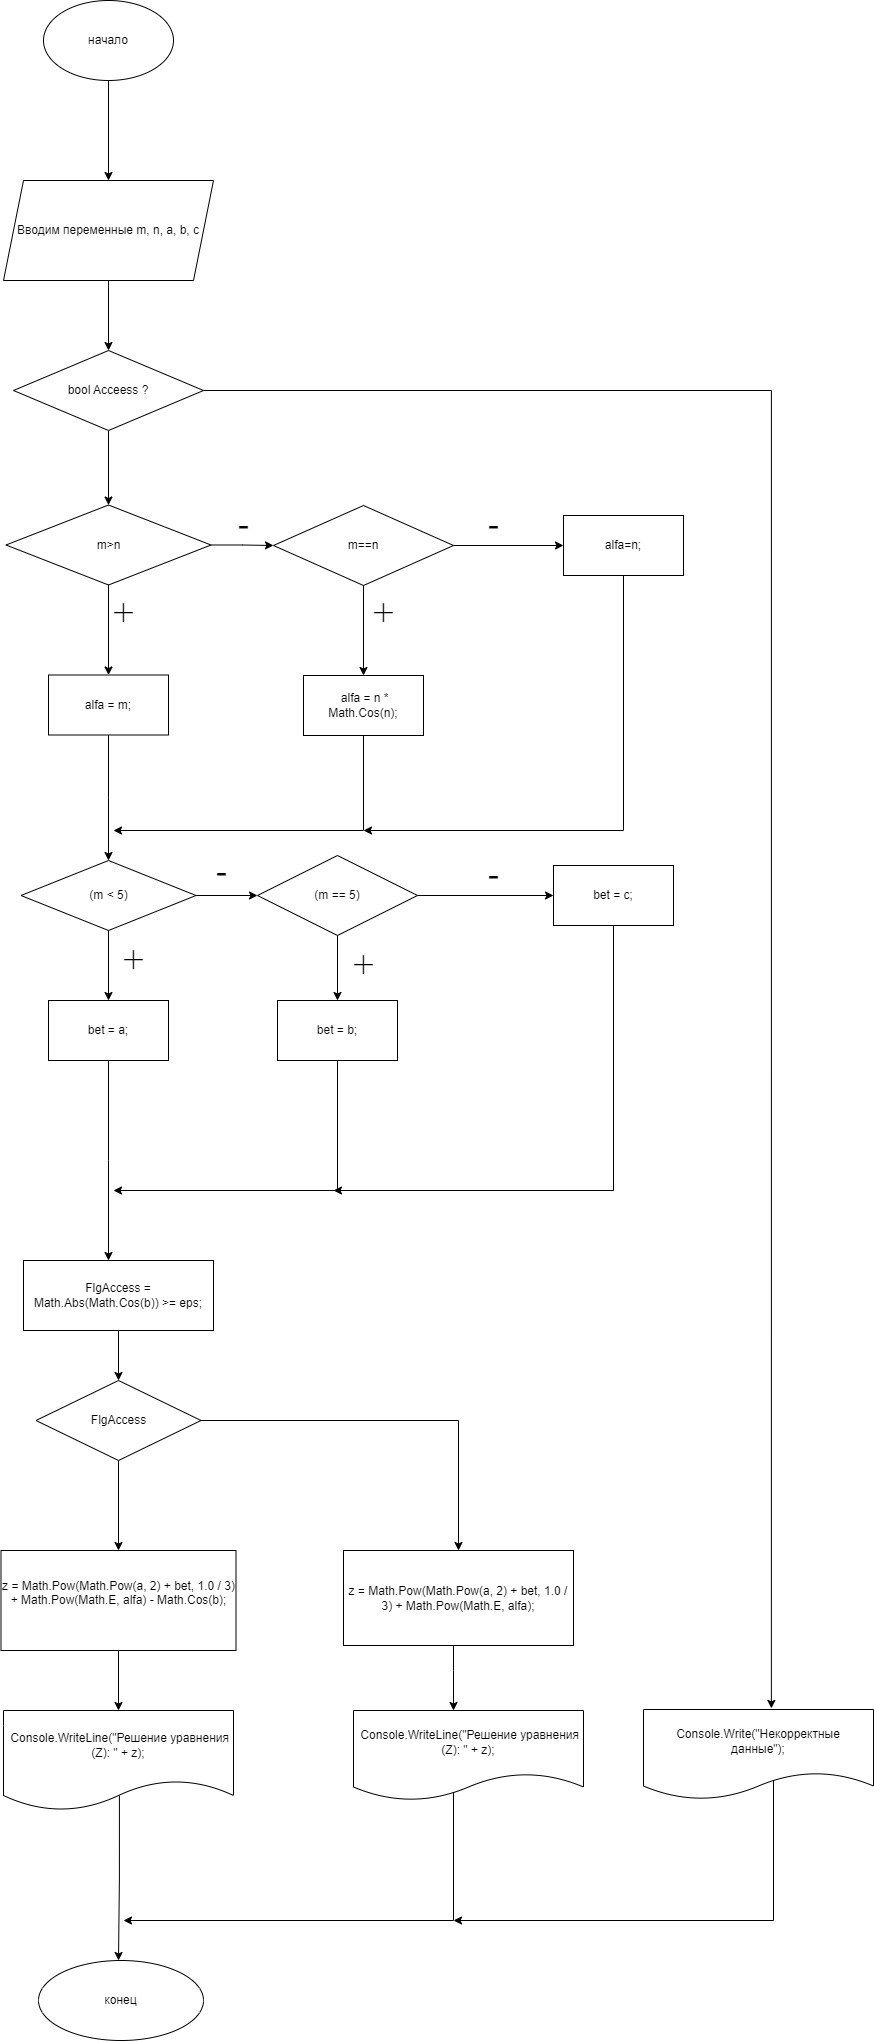 начало
Вводим переменные m, n, a, b, c
bool Acceess ?
m>n
-
m==n
-
alfa=n;
+
+
alfa = m;
alfa = n *
Math.Cos(n);
(m < 5)
-
(m == 5)
-
bet = c;
+
+
bet = a;
bet = b;
FlgAccess =
Math.Abs(Math.Cos(b)) >= eps;
FlgAccess
z = Math.Pow(Math.Pow(a, 2) + bet, 1.0 / 3)
+ Math.Pow(Math.E, alfa) - Math.Cos(b);
z = Math.Pow(Math.Pow(a, 2) + bet, 1.0 /
3) + Math.Pow(Math.E, alfa);
Console.WriteLine("Решение уравнения
(Z): " + z);
Console.WriteLine("Решение уравнения
(Z): " + z);
Console.Write("Некорректные
данные");
конец